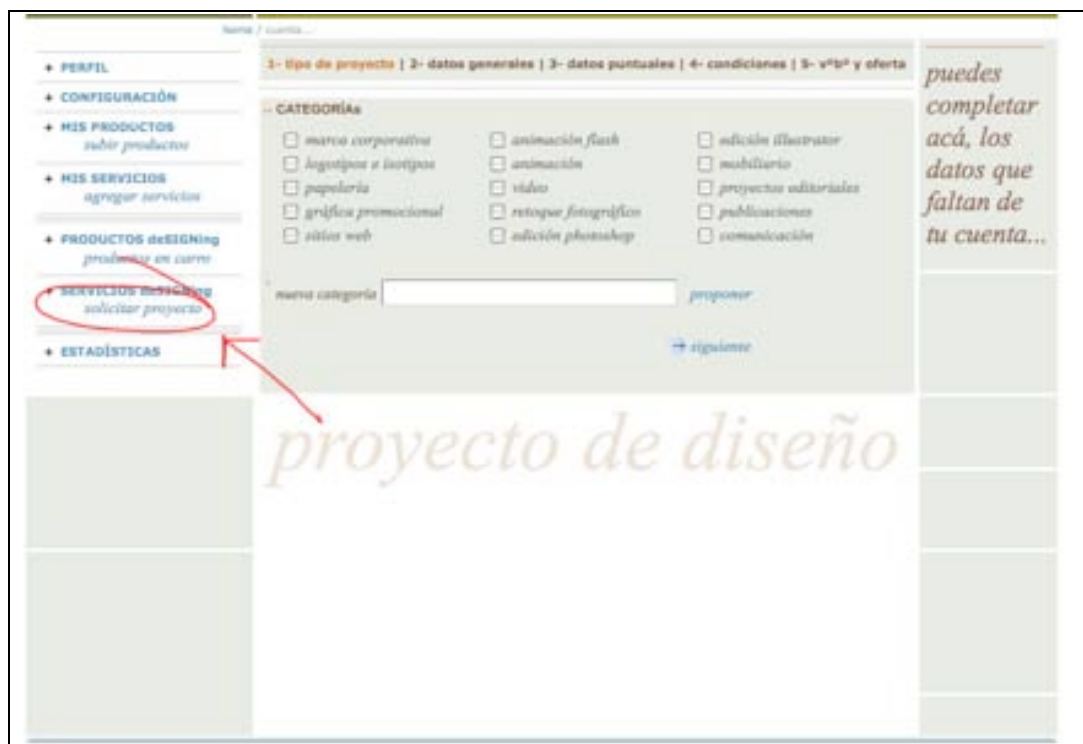 home / cuenta...
+ PERFIL
+ CONFIGURACIÓN
+ MIS PRODUCTOS
subir productos
+ MIS SERVICIOS
agregar servicios
+ PRODUCTOS deSIGNing
productos en carro
+ SERVICIOS deSIGNing
solicitar proyecto
+ ESTADÍSTICAS
1- tipo de proyecto | 2- datos generales | 3- datos puntuales | 4- condiciones | 5- vºbº y oferta
CATEGORÍAs
marca corporativa animación flash edición illustrator
logotipos e isotipos animación mobiliario
papelería video proyectos editoriales
gráfica promocional retoque fotográfico publicaciones
sitios web edición photoshop comunicación
nueva categoría proponer
siguiente
proyecto de diseño
puedes
completar
acá, los
datos que
faltan de
tu cuenta...